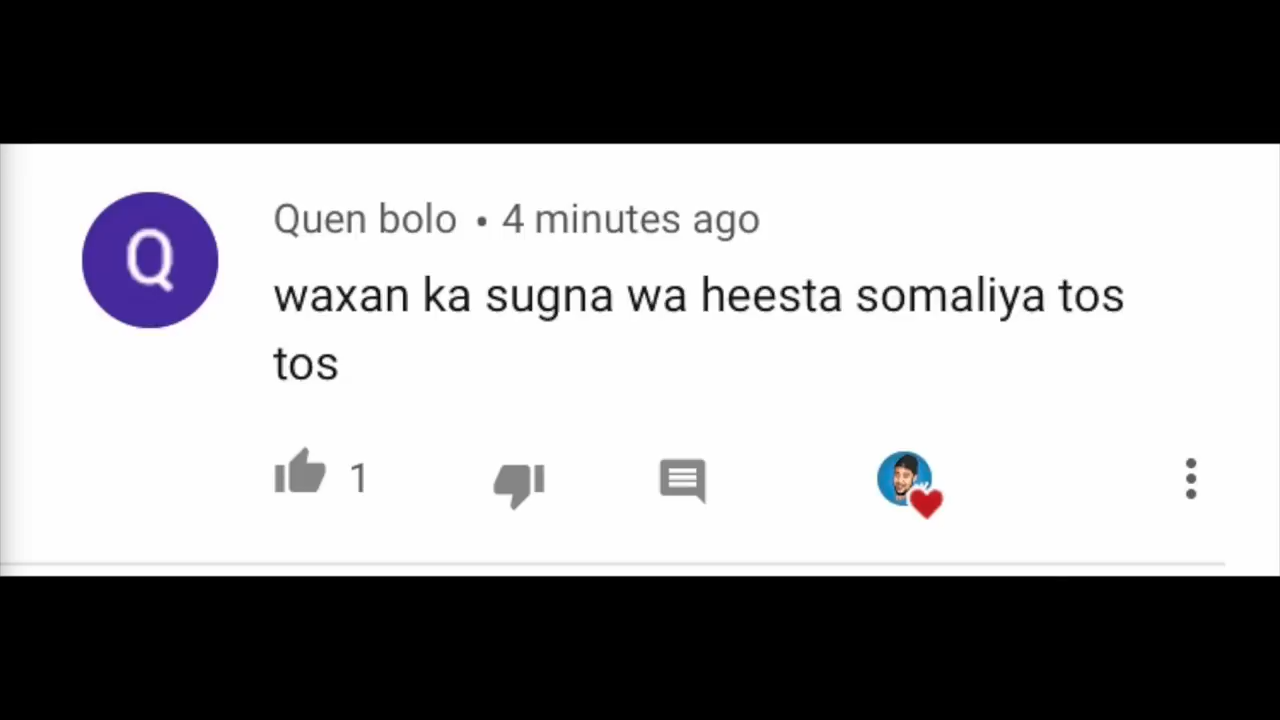 Q
Quen bolo • 4 minutes ago
waxan ka sugna wa heesta somaliya tos
tos
1